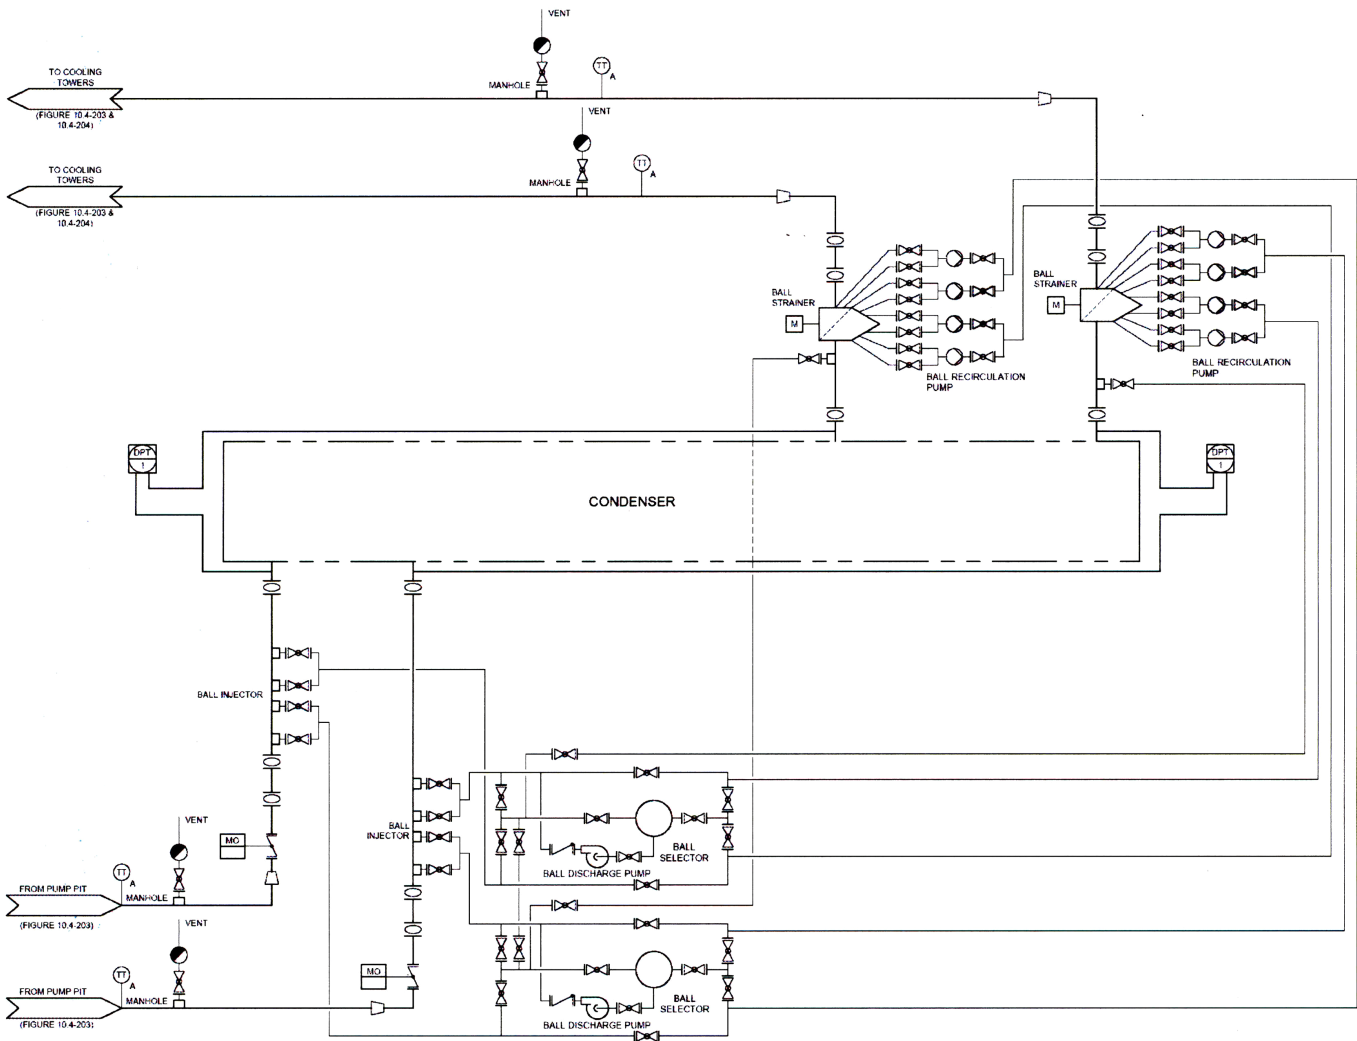 VENT
TT
A
TO COOLING
TOWERS
MANHOLE
(FIGURE 10.4-203 &
10.4-204)
VENT
TT
A
TO COOLING
TOWERS
MANHOLE
(FIGURE 10.4-203 &
10.4-204)
BALL
STRAINER
M
BALL RECIRCULATION
PUMP
BALL
STRAINER
M
BALL RECIRCULATION
PUMP
DPT
1
DPT
1
CONDENSER
BALL INJECTOR
BALL
INJECTOR
VENT
MO
BALL
SELECTOR
BALL DISCHARGE PUMP
TT
A
FROM PUMP PIT
MANHOLE
(FIGURE 10.4-203)
VENT
MO
TT
A
FROM PUMP PIT
MANHOLE
(FIGURE 10.4-203)
BALL
SELECTOR
BALL DISCHARGE PUMP